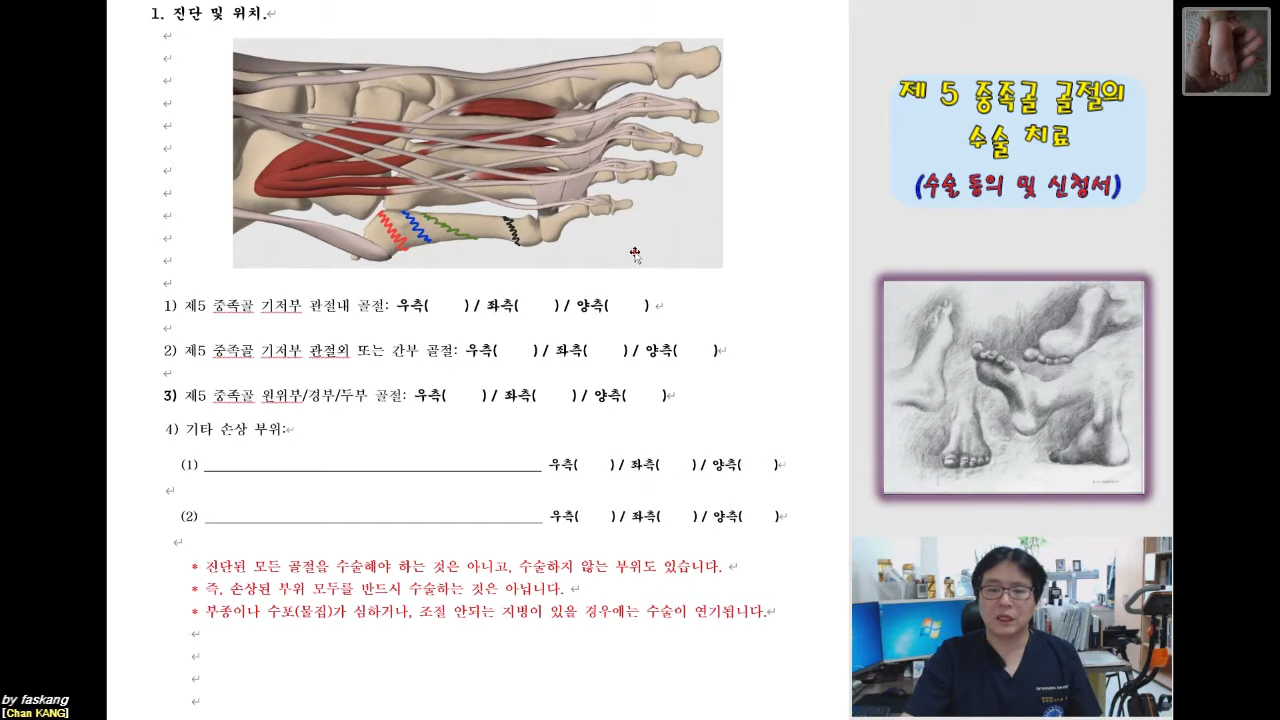 1. 진단 및 위치.
1) 제5 중족골 기저부 관절내 골절: 우측( ) / 좌측( ) / 양측( )
2) 제5 중족골 기저부 관절외 또는 간부 골절: 우측( ) / 좌측( ) / 양측( )
3) 제5 중족골 원위부/경부/두부 골절: 우측( ) / 좌측( ) / 양측( )
4) 기타 손상 부위:
(1) ____________ 우측( ) / 좌측( ) / 양측( )
(2) ____________ 우측( ) / 좌측( ) / 양측( )
* 진단된 모든 골절을 수술해야 하는 것은 아니고, 수술하지 않는 부위도 있습니다.
* 즉, 손상된 부위 모두를 반드시 수술하는 것은 아닙니다.
* 부종이나 수포(물집)가 심하거나, 조절 안되는 지병이 있을 경우에는 수술이 연기됩니다.
제 5 중족골 골절의
수술 치료
(수술 동의 및 신청서)
by faskang
[Chan KANG]